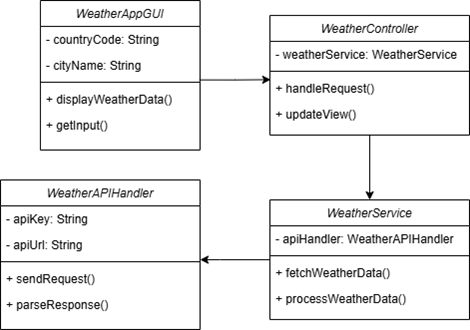 WeatherAppGUI
- countryCode: String
- cityName: String
+ displayWeatherData()
+ getInput()
WeatherController
- weatherService: WeatherService
+ handleRequest()
+ updateView()
WeatherAPIHandler
- apiKey: String
- apiUrl: String
+ sendRequest()
+ parseResponse()
WeatherService
- apiHandler: WeatherAPIHandler
+ fetchWeatherData()
+ processWeatherData()